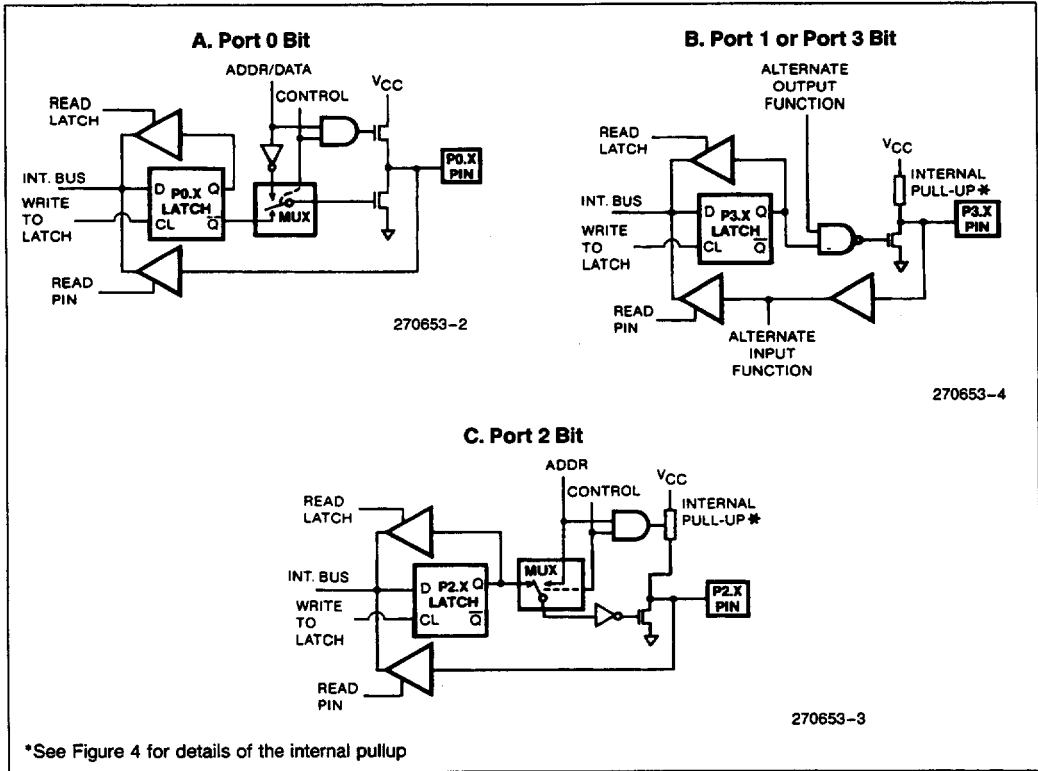 A. Port 0 Bit
ADDR/DATA
CONTROL
VCC
READ
LATCH
INT. BUS
WRITE
TO
LATCH
D P0.X Q
LATCH
CL Q̅
MUX
P0.X
PIN
READ
PIN
270653-2
B. Port 1 or Port 3 Bit
ALTERNATE
OUTPUT
FUNCTION
READ
LATCH
VCC
INTERNAL
PULL-UP*
INT. BUS
WRITE
TO
LATCH
D P3.X Q
LATCH
CL Q̅
P3.X
PIN
READ
PIN
ALTERNATE
INPUT
FUNCTION
270653-4
C. Port 2 Bit
ADDR
CONTROL
VCC
INTERNAL
PULL-UP*
READ
LATCH
INT. BUS
WRITE
TO
LATCH
D P2.X Q
LATCH
CL Q̅
MUX
P2.X
PIN
READ
PIN
270653-3
*See Figure 4 for details of the internal pullup